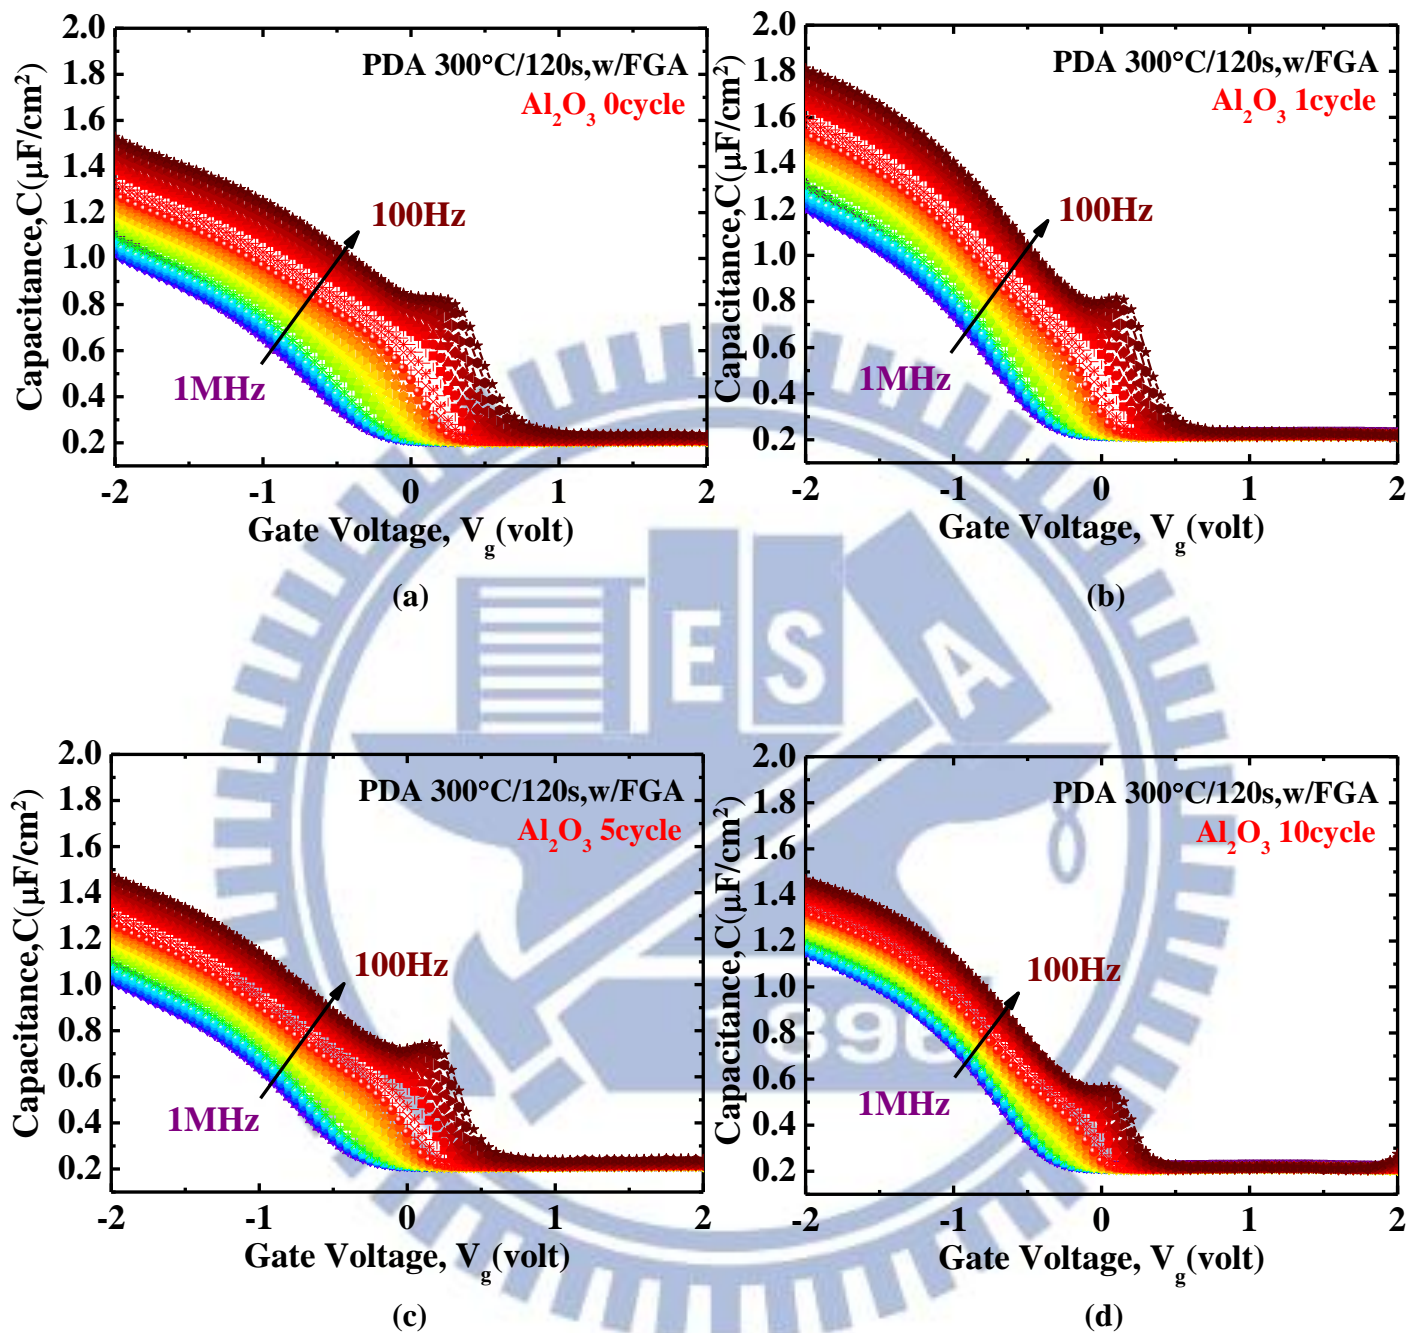 2.0
1.8
1.6
1.4
1.2
1.0
0.8
0.6
0.4
0.2
Capacitance,C(μF/cm²)
PDA 300°C/120s,w/FGA
Al₂O₃ 0cycle
100Hz
1MHz
-2 -1 0 1 2
Gate Voltage, V_g(volt)
(a)
2.0
1.8
1.6
1.4
1.2
1.0
0.8
0.6
0.4
0.2
Capacitance,C(μF/cm²)
PDA 300°C/120s,w/FGA
Al₂O₃ 1cycle
100Hz
1MHz
-2 -1 0 1 2
Gate Voltage, V_g(volt)
(b)
E S A
2.0
1.8
1.6
1.4
1.2
1.0
0.8
0.6
0.4
0.2
Capacitance,C(μF/cm²)
PDA 300°C/120s,w/FGA
Al₂O₃ 5cycle
100Hz
1MHz
-2 -1 0 1 2
Gate Voltage, V_g(volt)
(c)
2.0
1.8
1.6
1.4
1.2
1.0
0.8
0.6
0.4
0.2
Capacitance,C(μF/cm²)
PDA 300°C/120s,w/FGA
Al₂O₃ 10cycle
100Hz
1MHz
-2 -1 0 1 2
Gate Voltage, V_g(volt)
(d)